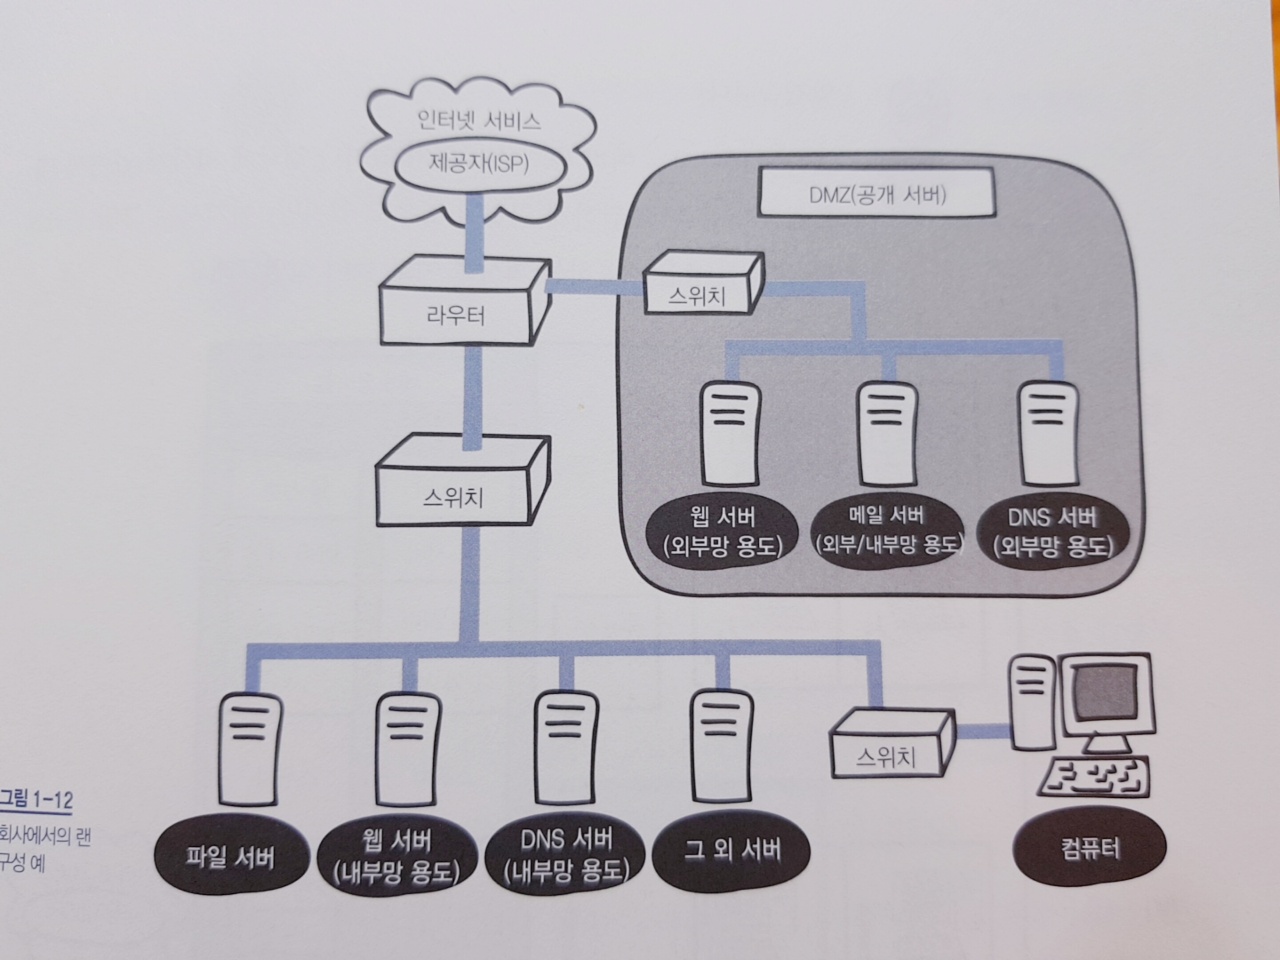 인터넷 서비스
제공자(ISP)
DMZ(공개 서버)
라우터
스위치
스위치
웹 서버
(외부망 용도)
메일 서버
(외부/내부망 용도)
DNS 서버
(외부망 용도)
스위치
파일 서버
웹 서버
(내부망 용도)
DNS 서버
(내부망 용도)
그 외 서버
컴퓨터
그림 1-12
회사에서의 랜
구성 예